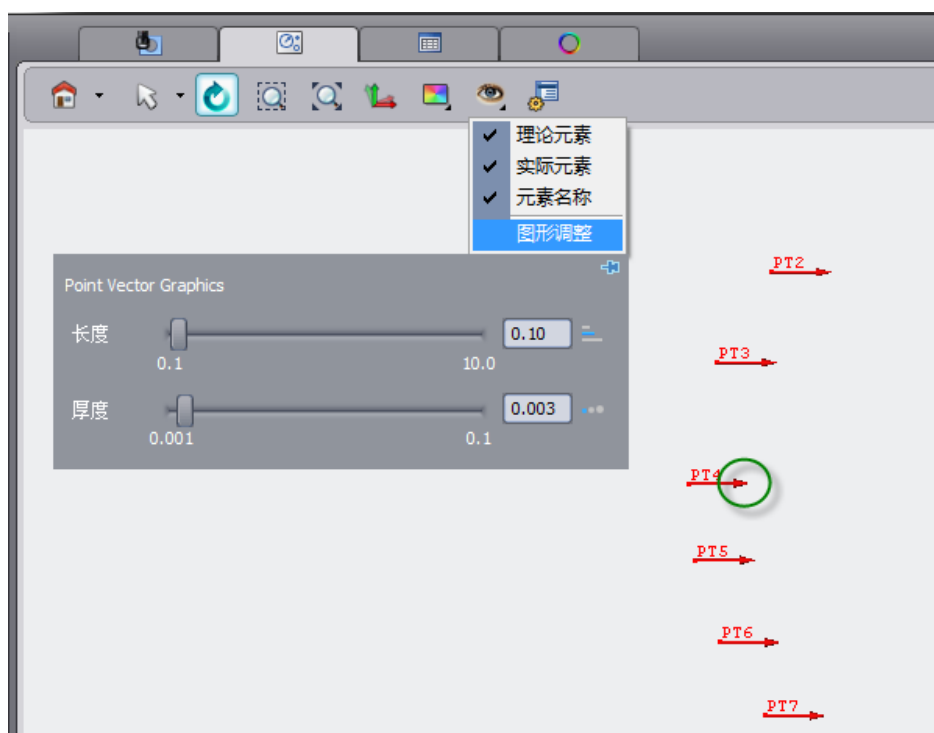 理论元素
实际元素
元素名称
图形调整
Point Vector Graphics
长度
0.10
0.1
10.0
厚度
0.003
0.001
0.1
PT2
PT3
PT4
PT5
PT6
PT7